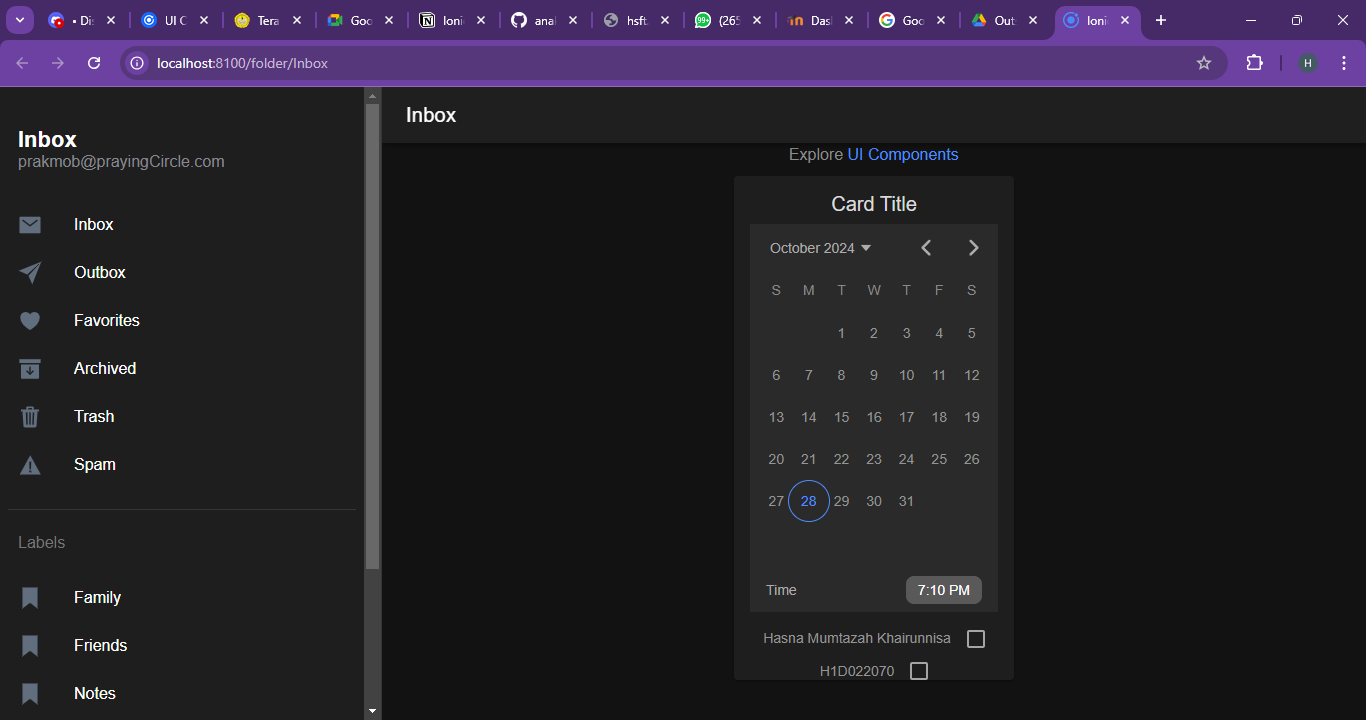 Dis
UI C
Tera
Goo
Ioni
anal
hsft.
99+ (265
Das
Goo
Out
Ioni
localhost:8100/folder/Inbox
H
Inbox
prakmob@prayingCircle.com
Inbox
Outbox
Favorites
Archived
Trash
Spam
Labels
Family
Friends
Notes
Inbox
Explore UI Components
Card Title
October 2024
S M T W T F S
1 2 3 4 5
6 7 8 9 10 11 12
13 14 15 16 17 18 19
20 21 22 23 24 25 26
27 28 29 30 31
Time 7:10 PM
Hasna Mumtazah Khairunnisa
H1D022070